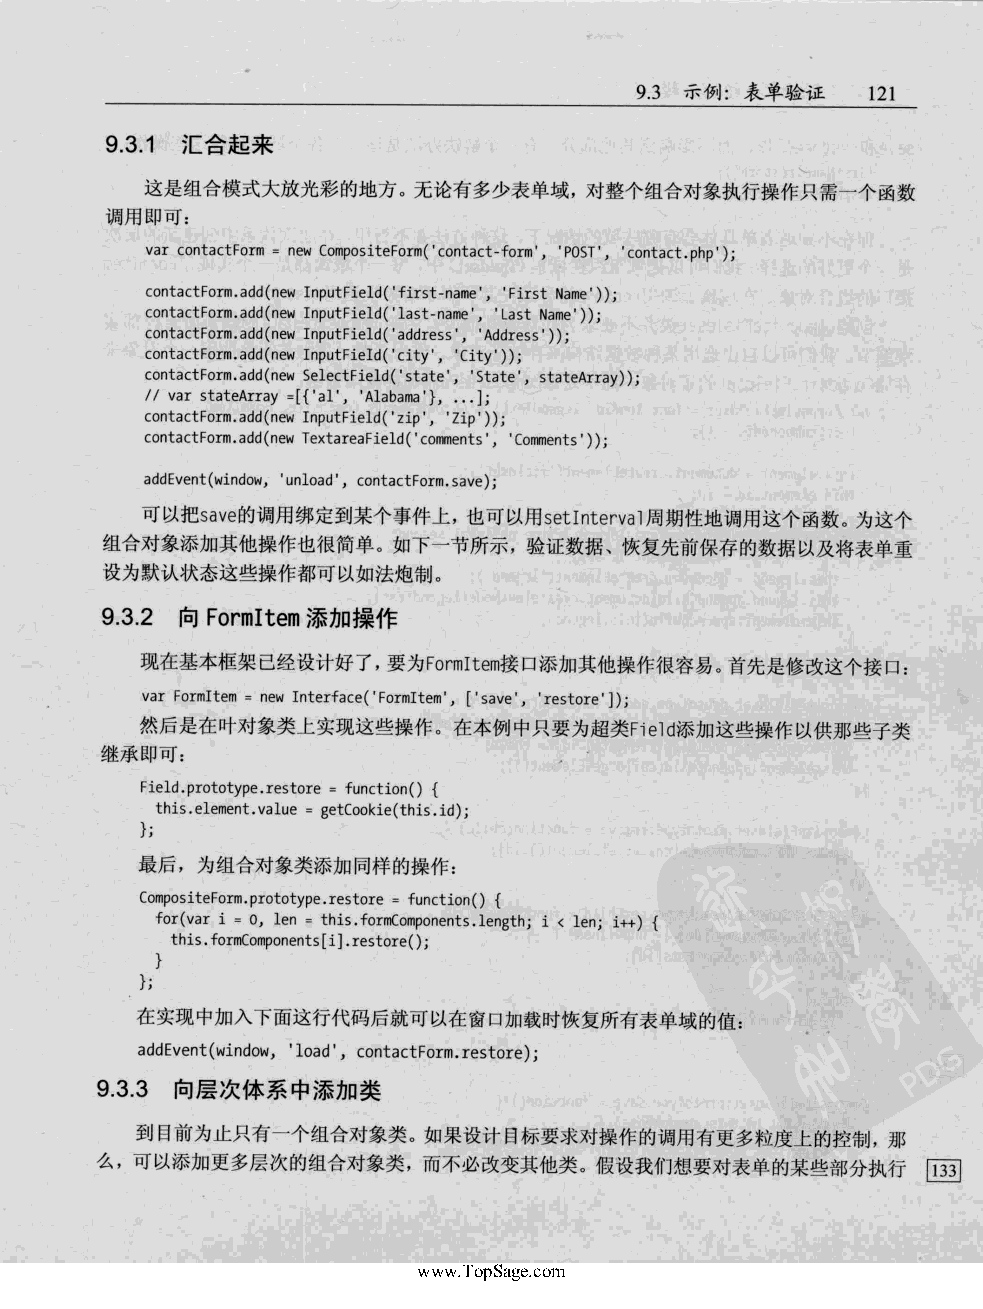 9.3 示例：表单验证 121
9.3.1 汇合起来
这是组合模式大放光彩的地方。无论有多少表单域，对整个组合对象执行操作只需一个函数
调用即可：
var contactForm = new CompositeForm('contact-form', 'POST', 'contact.php');
contactForm.add(new InputField('first-name', 'First Name'));
contactForm.add(new InputField('last-name', 'Last Name'));
contactForm.add(new InputField('address', 'Address'));
contactForm.add(new InputField('city', 'City'));
contactForm.add(new SelectField('state', 'State', stateArray));
// var stateArray =[{'al', 'Alabama'}, ...];
contactForm.add(new InputField('zip', 'Zip'));
contactForm.add(new TextareaField('comments', 'Comments'));
addEvent(window, 'unload', contactForm.save);
可以把save的调用绑定到某个事件上，也可以用setInterval周期性地调用这个函数。为这个
组合对象添加其他操作也很简单。如下一节所示，验证数据、恢复先前保存的数据以及将表单重
设为默认状态这些操作都可以如法炮制。
9.3.2 向 FormItem 添加操作
现在基本框架已经设计好了，要为FormItem接口添加其他操作很容易。首先是修改这个接口：
var FormItem = new Interface('FormItem', ['save', 'restore']);
然后是在叶对象类上实现这些操作。在本例中只要为超类Field添加这些操作以供那些子类
继承即可：
Field.prototype.restore = function() {
this.element.value = getCookie(this.id);
};
最后，为组合对象类添加同样的操作：
CompositeForm.prototype.restore = function() {
for(var i = 0, len = this.formComponents.length; i < len; i++) {
this.formComponents[i].restore();
}
};
在实现中加入下面这行代码后就可以在窗口加载时恢复所有表单域的值：
addEvent(window, 'load', contactForm.restore);
9.3.3 向层次体系中添加类
到目前为止只有一个组合对象类。如果设计目标要求对操作的调用有更多粒度上的控制，那
么，可以添加更多层次的组合对象类，而不必改变其他类。假设我们想要对表单的某些部分执行 133
PDG
www.TopSage.com